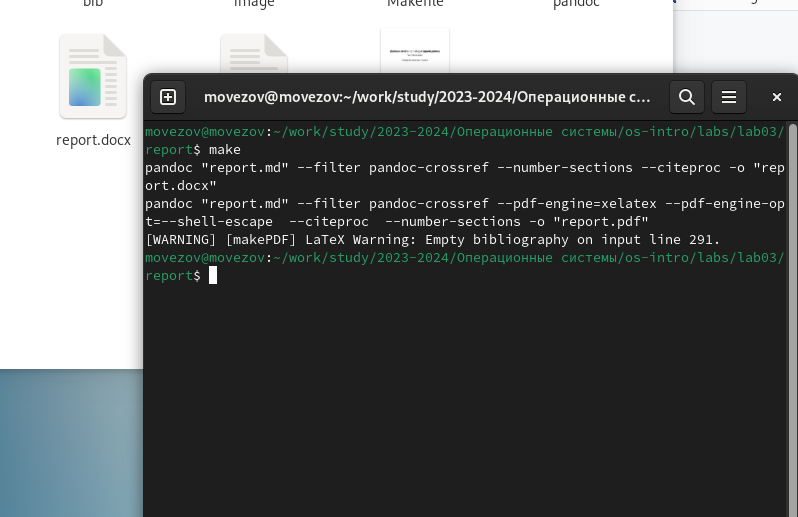 bib
image
Makefile
pandoc
report.docx
movezov@movezov:~/work/study/2023-2024/Операционные с...
movezov@movezov:~/work/study/2023-2024/Операционные системы/os-intro/labs/lab03/
report$ make
pandoc "report.md" --filter pandoc-crossref --number-sections --citeproc -o "rep
ort.docx"
pandoc "report.md" --filter pandoc-crossref --pdf-engine=xelatex --pdf-engine-op
t=--shell-escape  --citeproc  --number-sections -o "report.pdf"
[WARNING] [makePDF] LaTeX Warning: Empty bibliography on input line 291.
movezov@movezov:~/work/study/2023-2024/Операционные системы/os-intro/labs/lab03/
report$